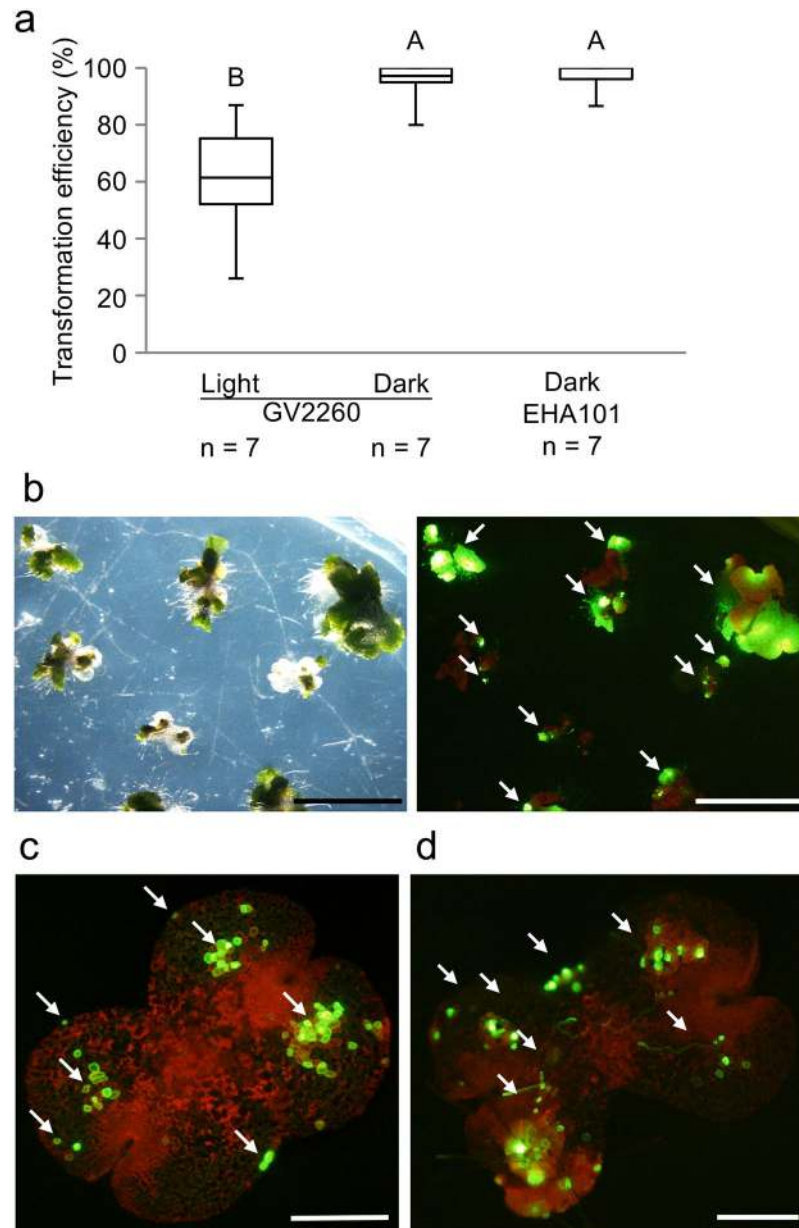 a
Transformation efficiency (%)
100
80
60
40
20
0
B
A
A
Light
Dark
Dark
GV2260
EHA101
n = 7
n = 7
n = 7
b
c
d